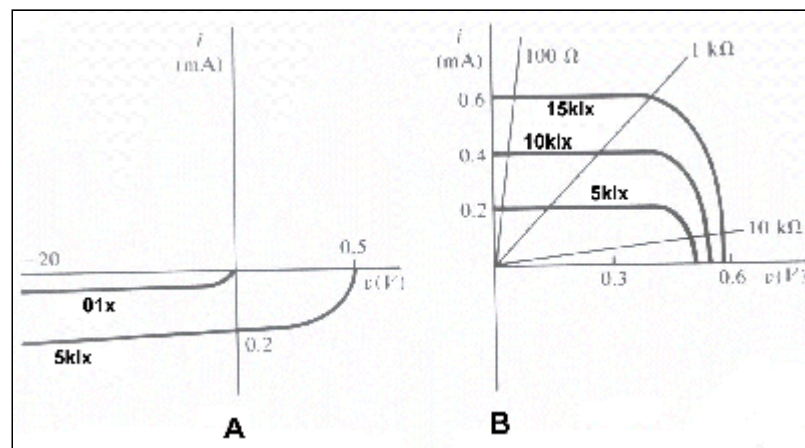 i
(mA)
-20
0.5
v(V)
01x
5klx
0.2
A
i
(mA)
100 Ω
1 kΩ
0.6
15klx
10klx
0.4
5klx
0.2
10 kΩ
0.3
0.6
v(V)
B